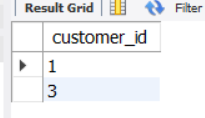 Result Grid Filter
customer_id
1
3